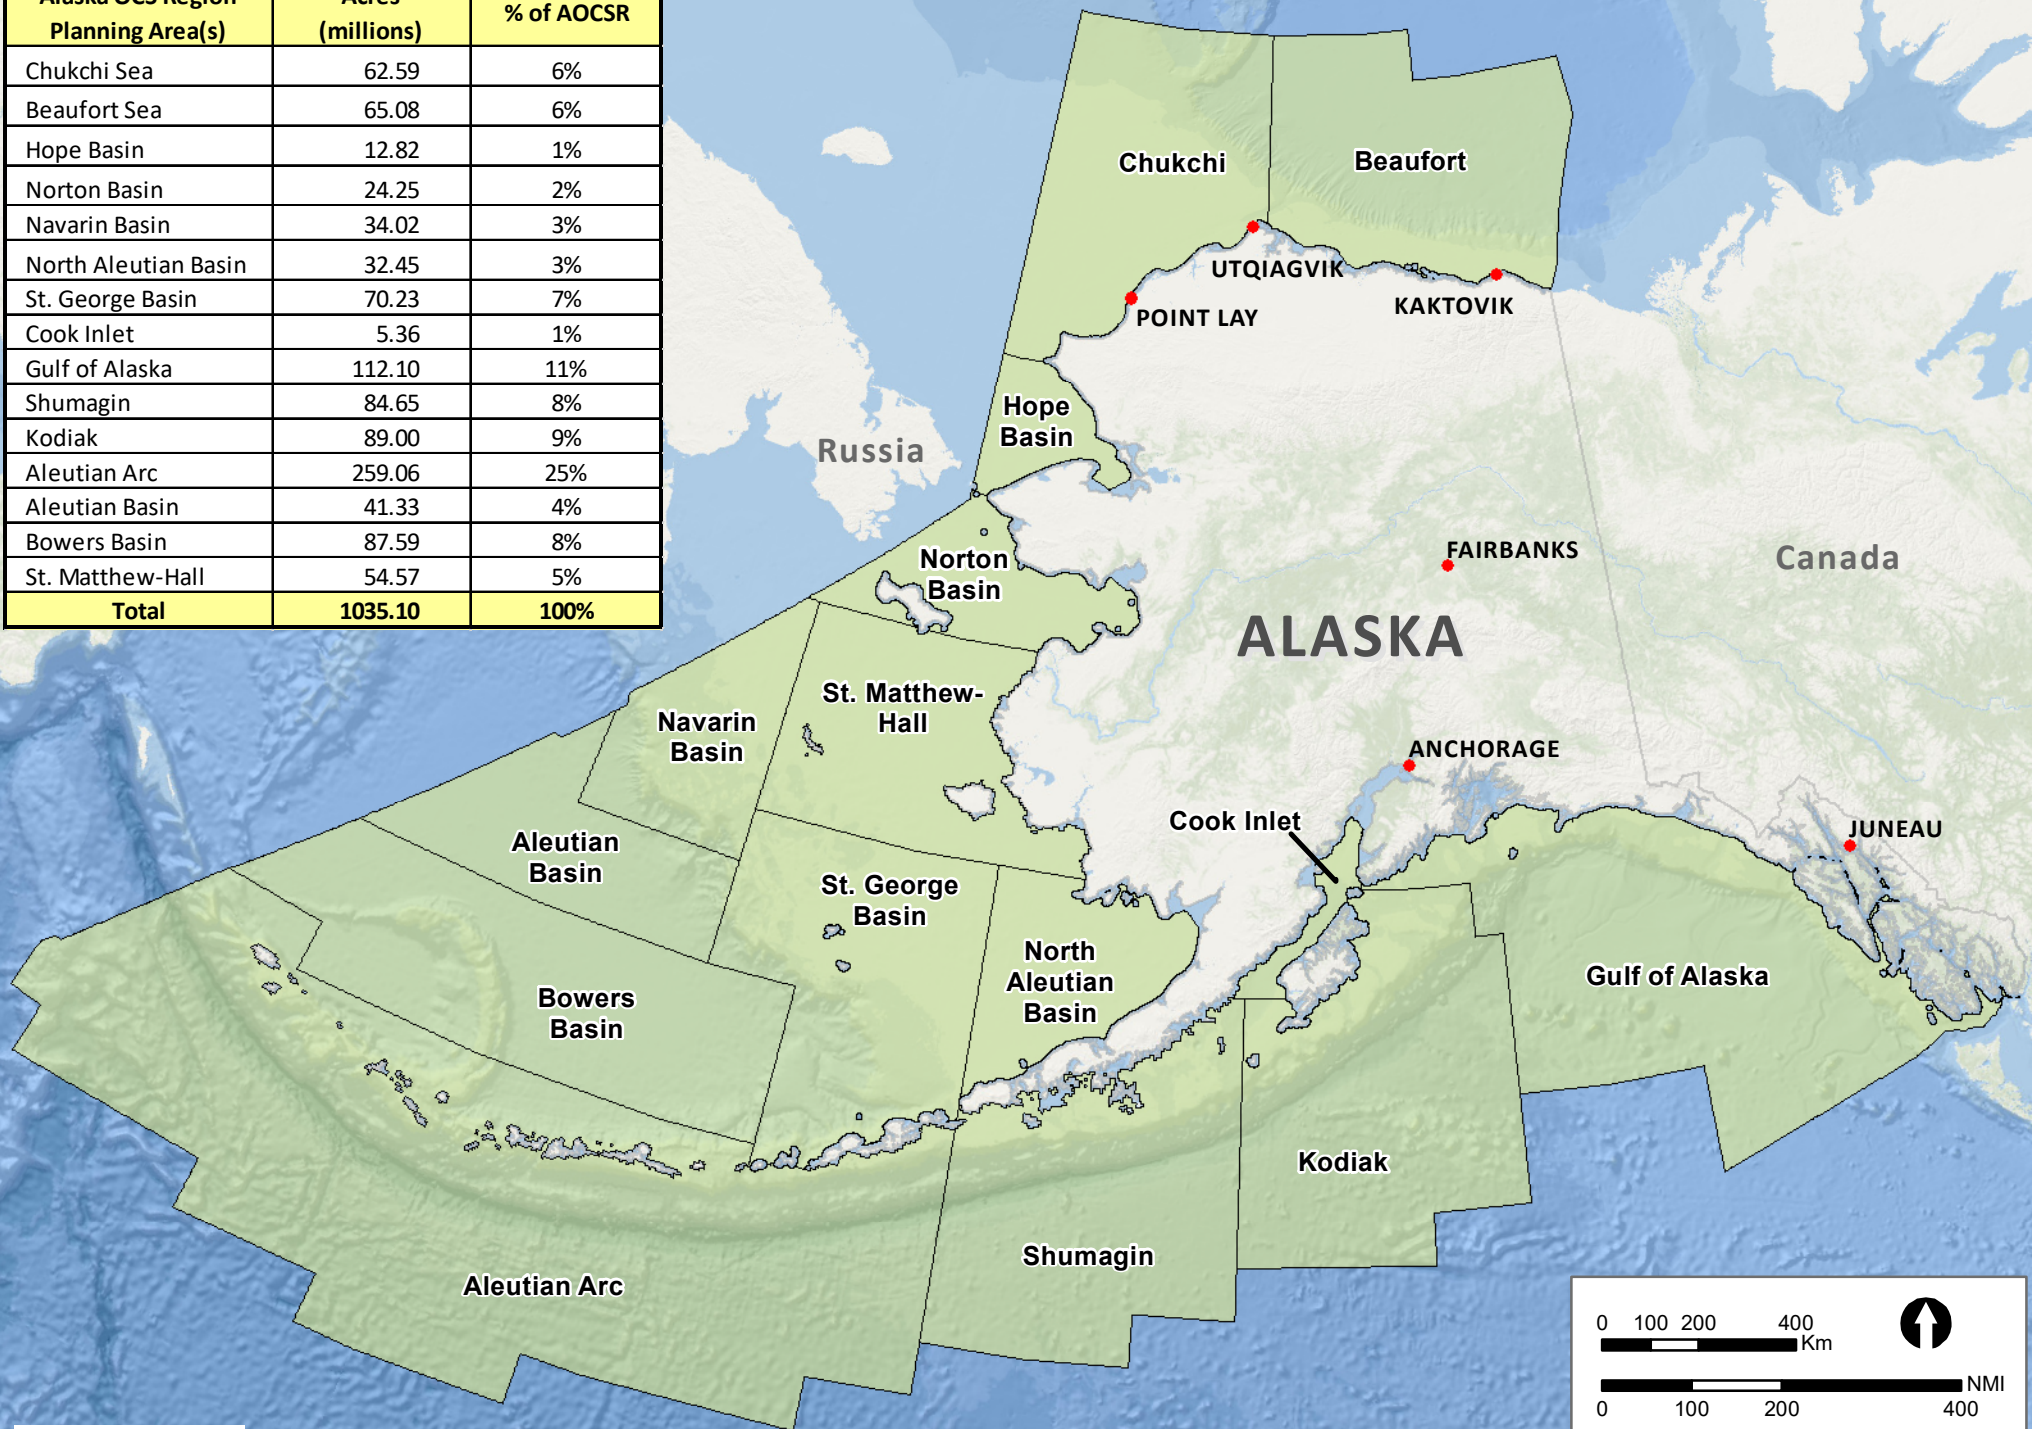 Alaska OCS Region Acres % of AOCSR
Planning Area(s) (millions)
Chukchi Sea 62.59 6%
Beaufort Sea 65.08 6%
Hope Basin 12.82 1%
Norton Basin 24.25 2%
Navarin Basin 34.02 3%
North Aleutian Basin 32.45 3%
St. George Basin 70.23 7%
Cook Inlet 5.36 1%
Gulf of Alaska 112.10 11%
Shumagin 84.65 8%
Kodiak 89.00 9%
Aleutian Arc 259.06 25%
Aleutian Basin 41.33 4%
Bowers Basin 87.59 8%
St. Matthew-Hall 54.57 5%
Total 1035.10 100%
Chukchi
Beaufort
UTQIAGVIK
KAKTOVIK
POINT LAY
Hope
Basin
Russia
Norton
Basin
FAIRBANKS
Canada
ALASKA
St. Matthew-
Hall
Navarin
Basin
ANCHORAGE
Cook Inlet
JUNEAU
Aleutian
Basin
St. George
Basin
North
Aleutian
Basin
Gulf of Alaska
Bowers
Basin
Kodiak
Shumagin
Aleutian Arc
0 100 200 400
Km
NMI
0 100 200 400